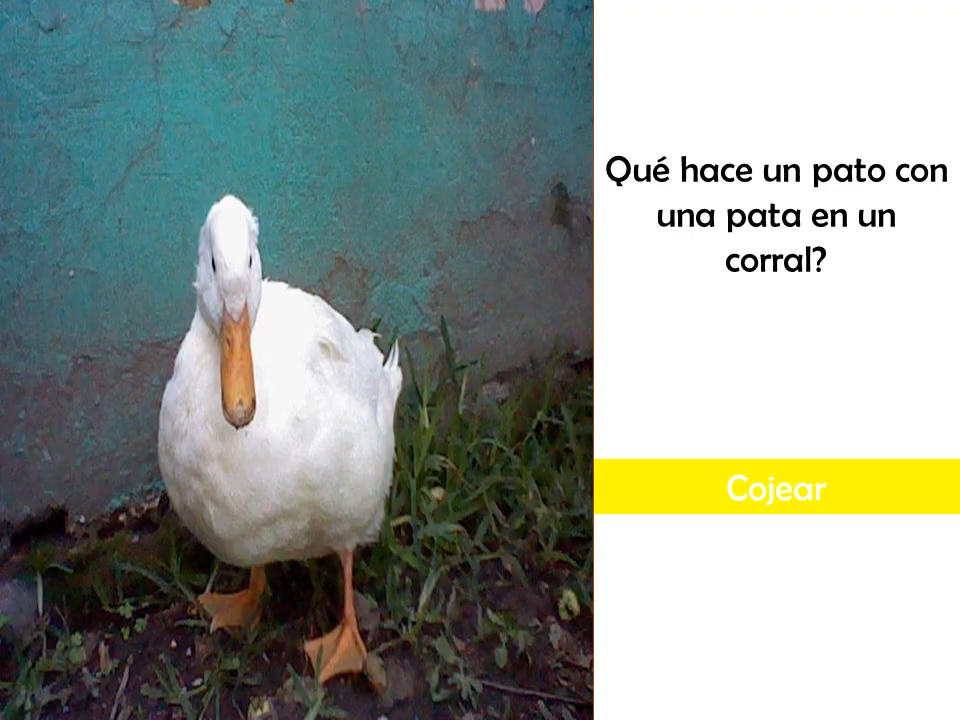 Qué hace un pato con
una pata en un
corral?
Cojear